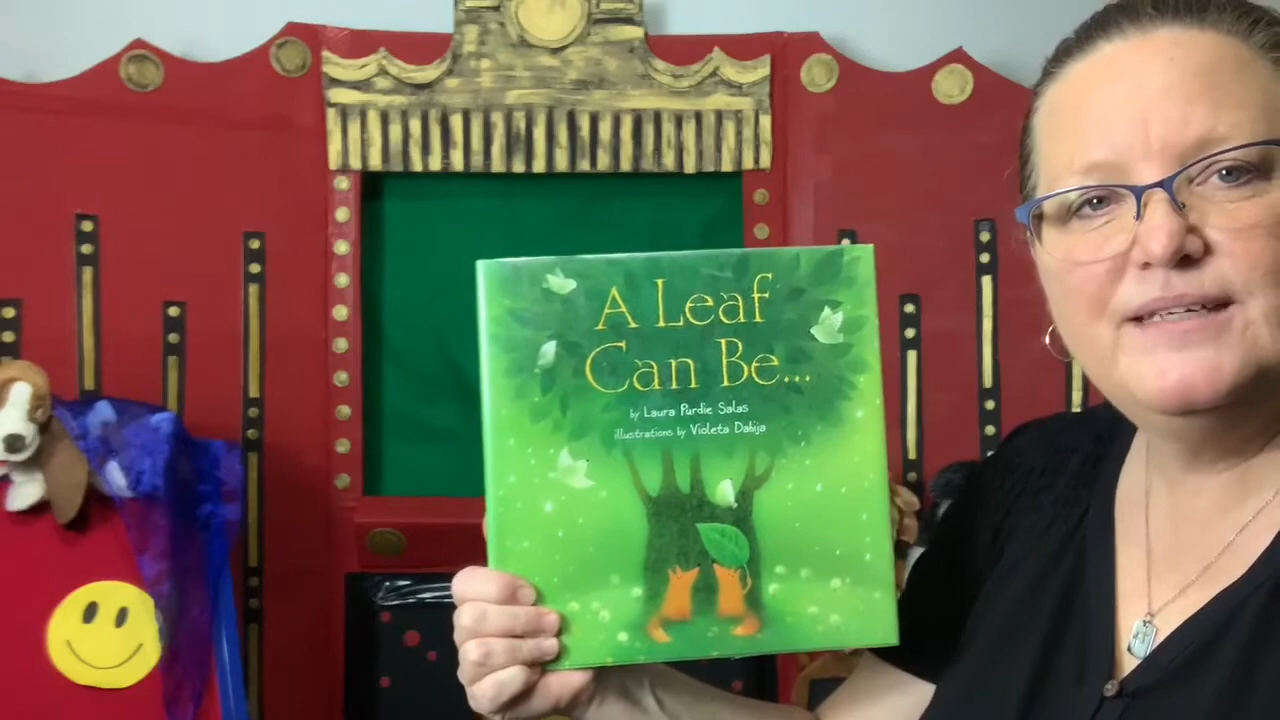 A Leaf
Can Be...
by Laura Purdie Salas
illustrations by Violeta Dabija